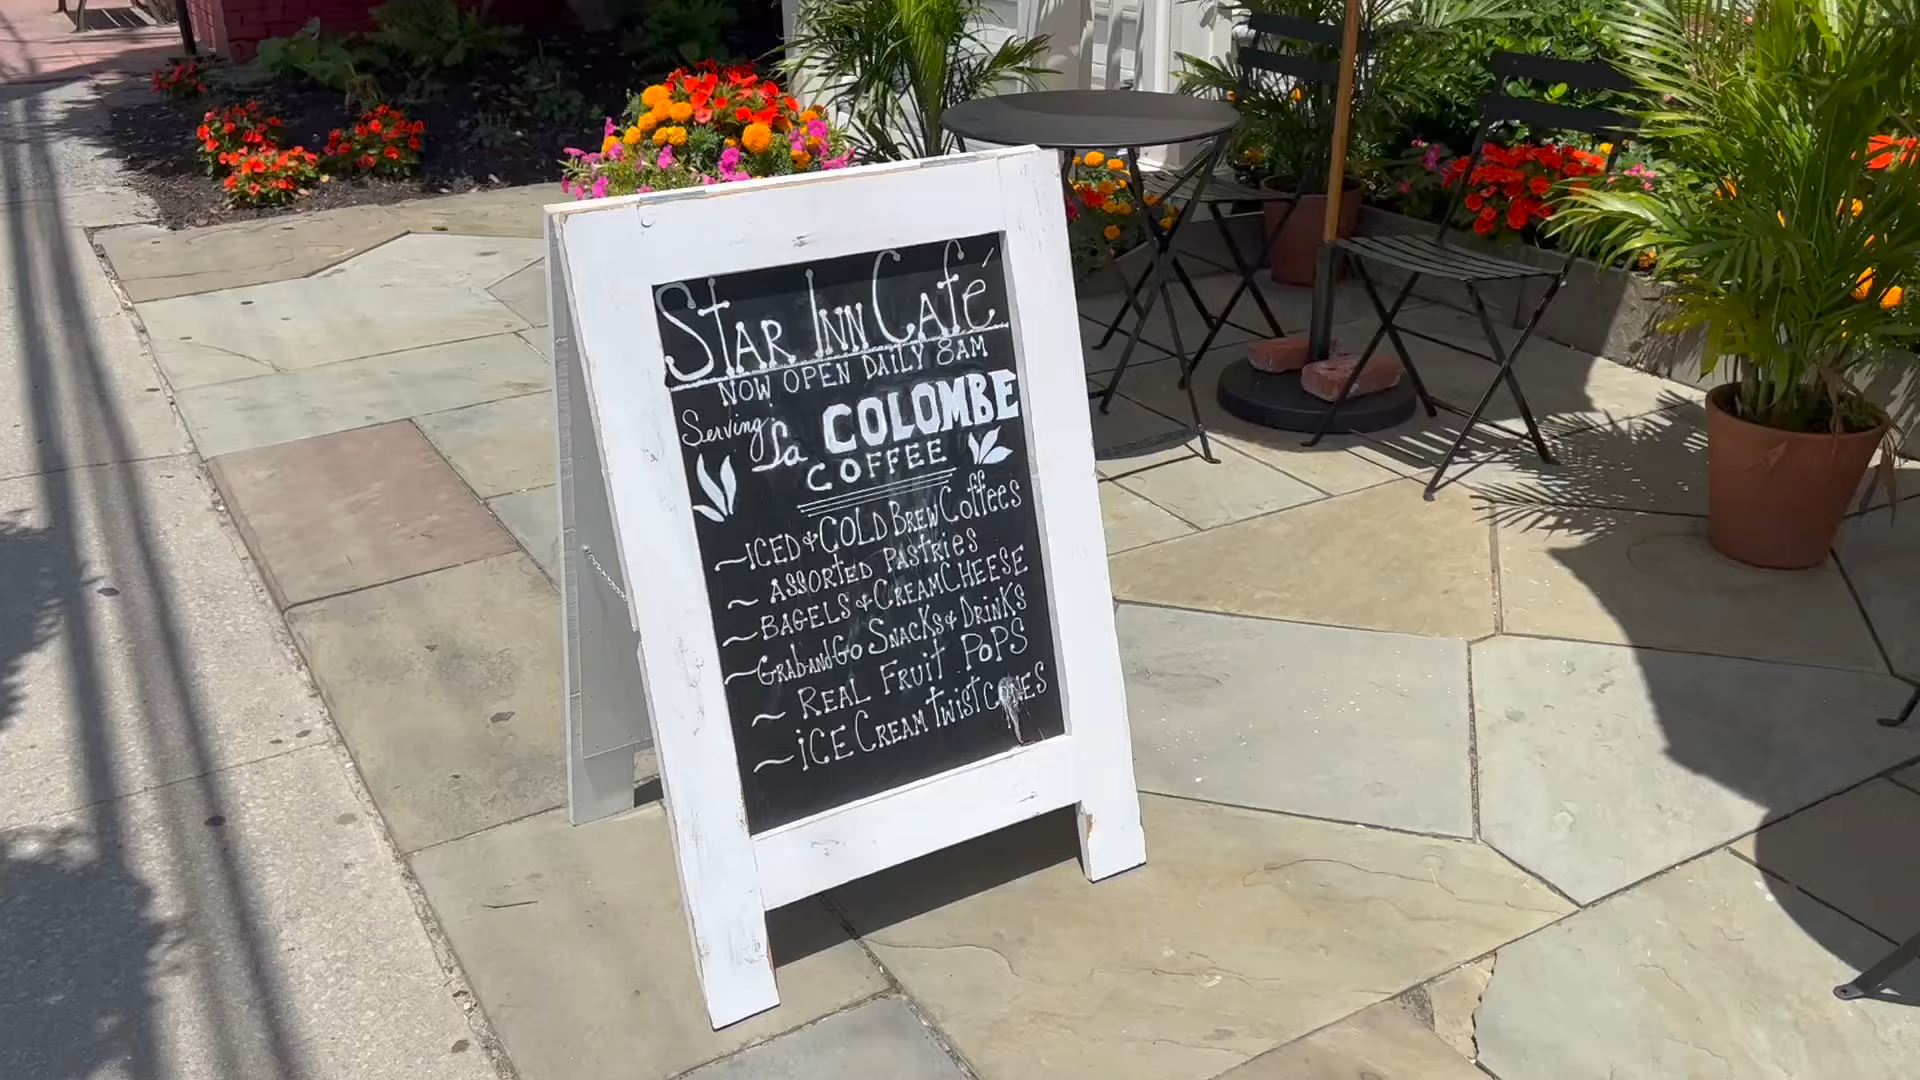 Star Inn Café
NOW OPEN DAILY 8AM
Serving La COLOMBE
COFFEE
~ICED & COLD BREW Coffees
~ ASSORTED PASTRIES
~BAGELS & CREAM CHEESE
~Grab and Go Snacks & DRINKS
~ REAL FRUIT POPS
~ICE CREAM TWIST CONES